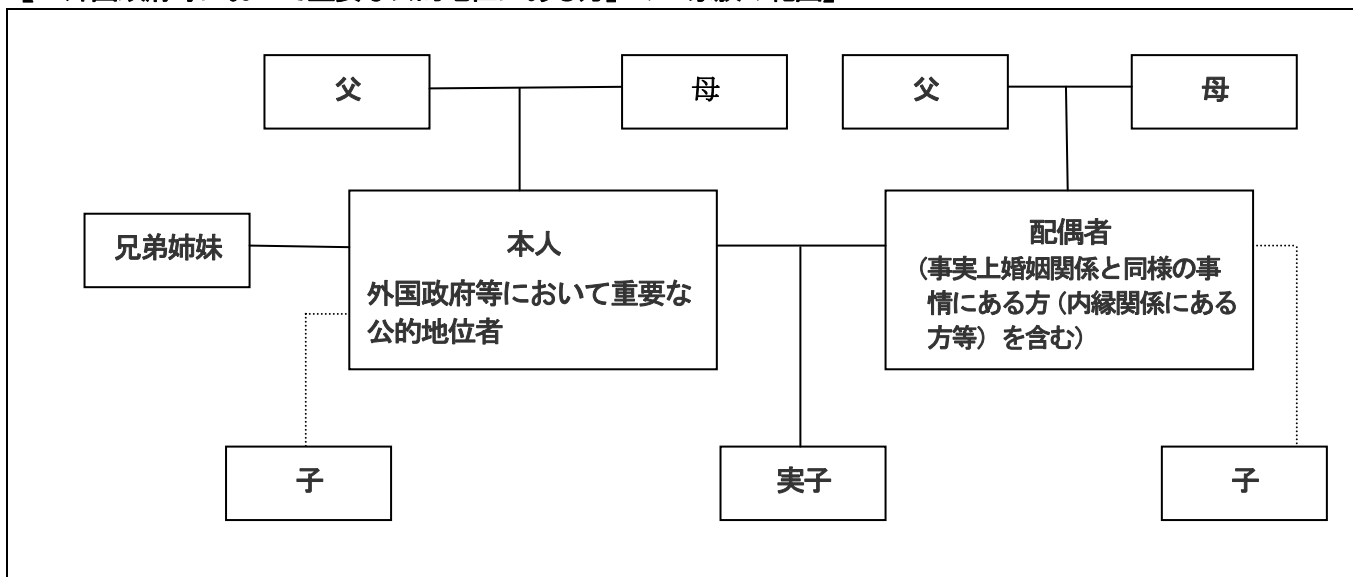 父
母
父
母
兄弟姉妹
本人
外国政府等において重要な
公的地位者
配偶者
（事実上婚姻関係と同様の事
情にある方（内縁関係にある
方等）を含む）
子
実子
子